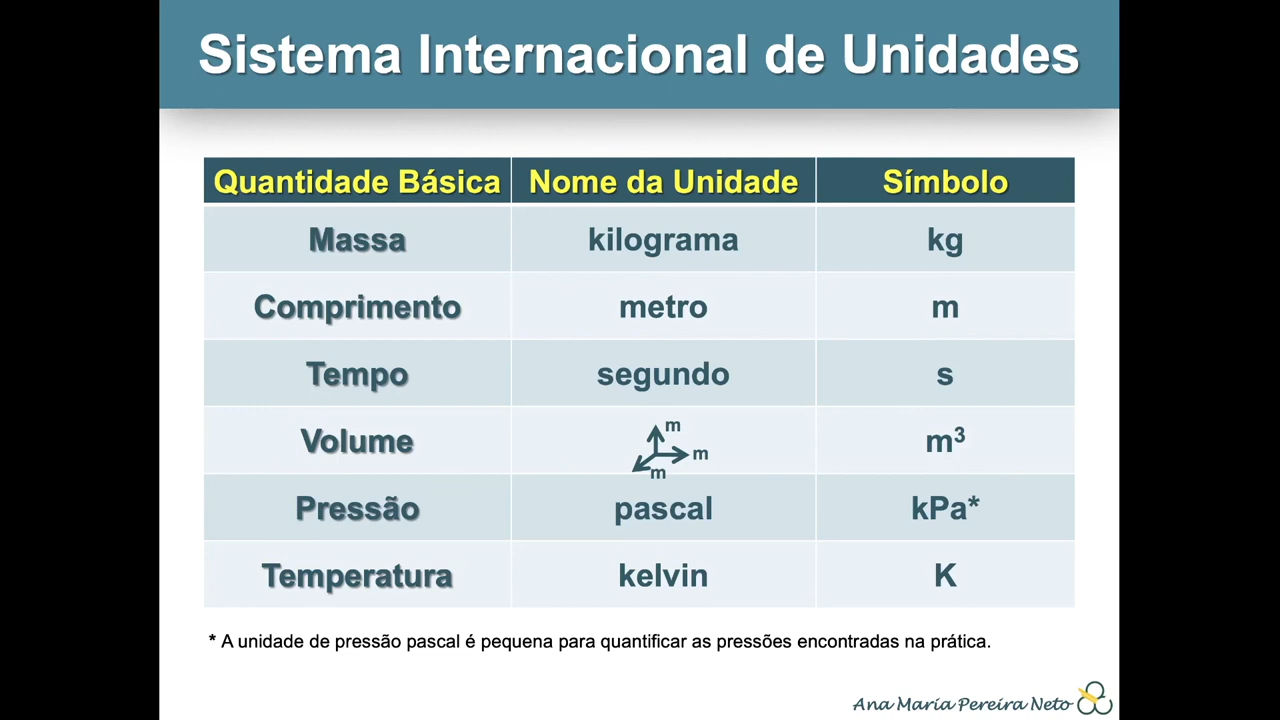 Sistema Internacional de Unidades
Quantidade Básica Nome da Unidade Símbolo
Massa kilograma kg
Comprimento metro m
Tempo segundo s
m
Volume m m³
m
Pressão pascal kPa*
Temperatura kelvin K
* A unidade de pressão pascal é pequena para quantificar as pressões encontradas na prática.
Ana Maria Pereira Neto